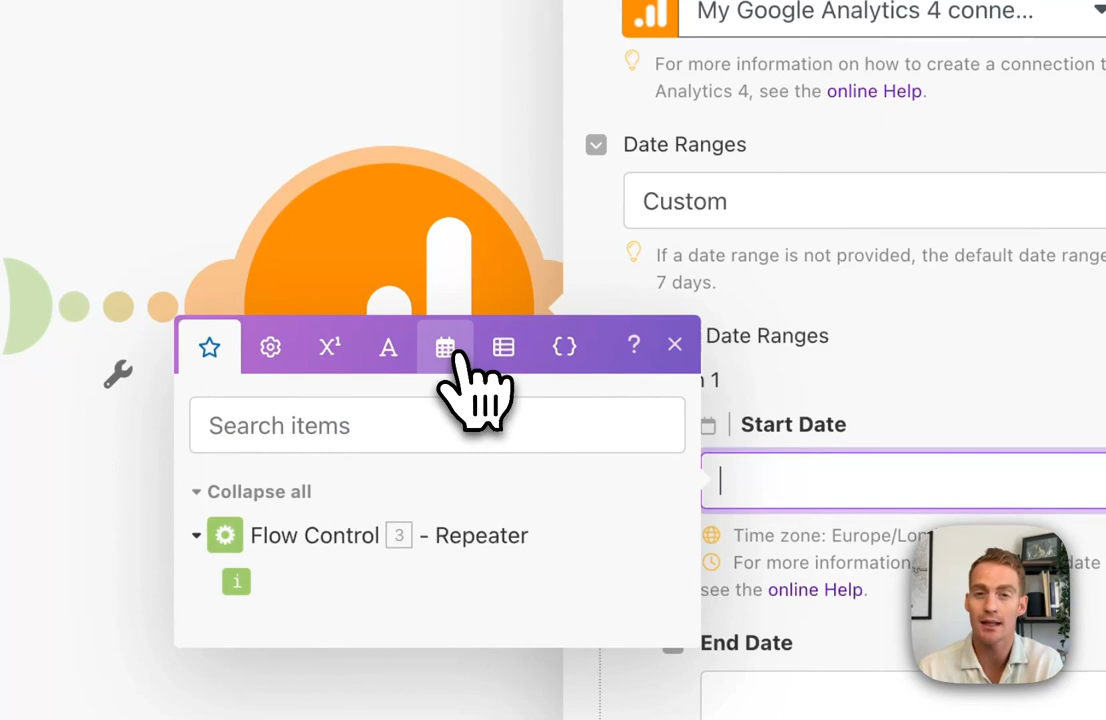 My Google Analytics 4 conne...
For more information on how to create a connection t
Analytics 4, see the online Help.
Date Ranges
Custom
If a date range is not provided, the default date range
7 days.
Date Ranges
1
Start Date
X¹ A { } ? ×
Search items
Collapse all
Flow Control 3 - Repeater
i
Time zone: Europe/Lon
For more information
date
see the online Help.
End Date